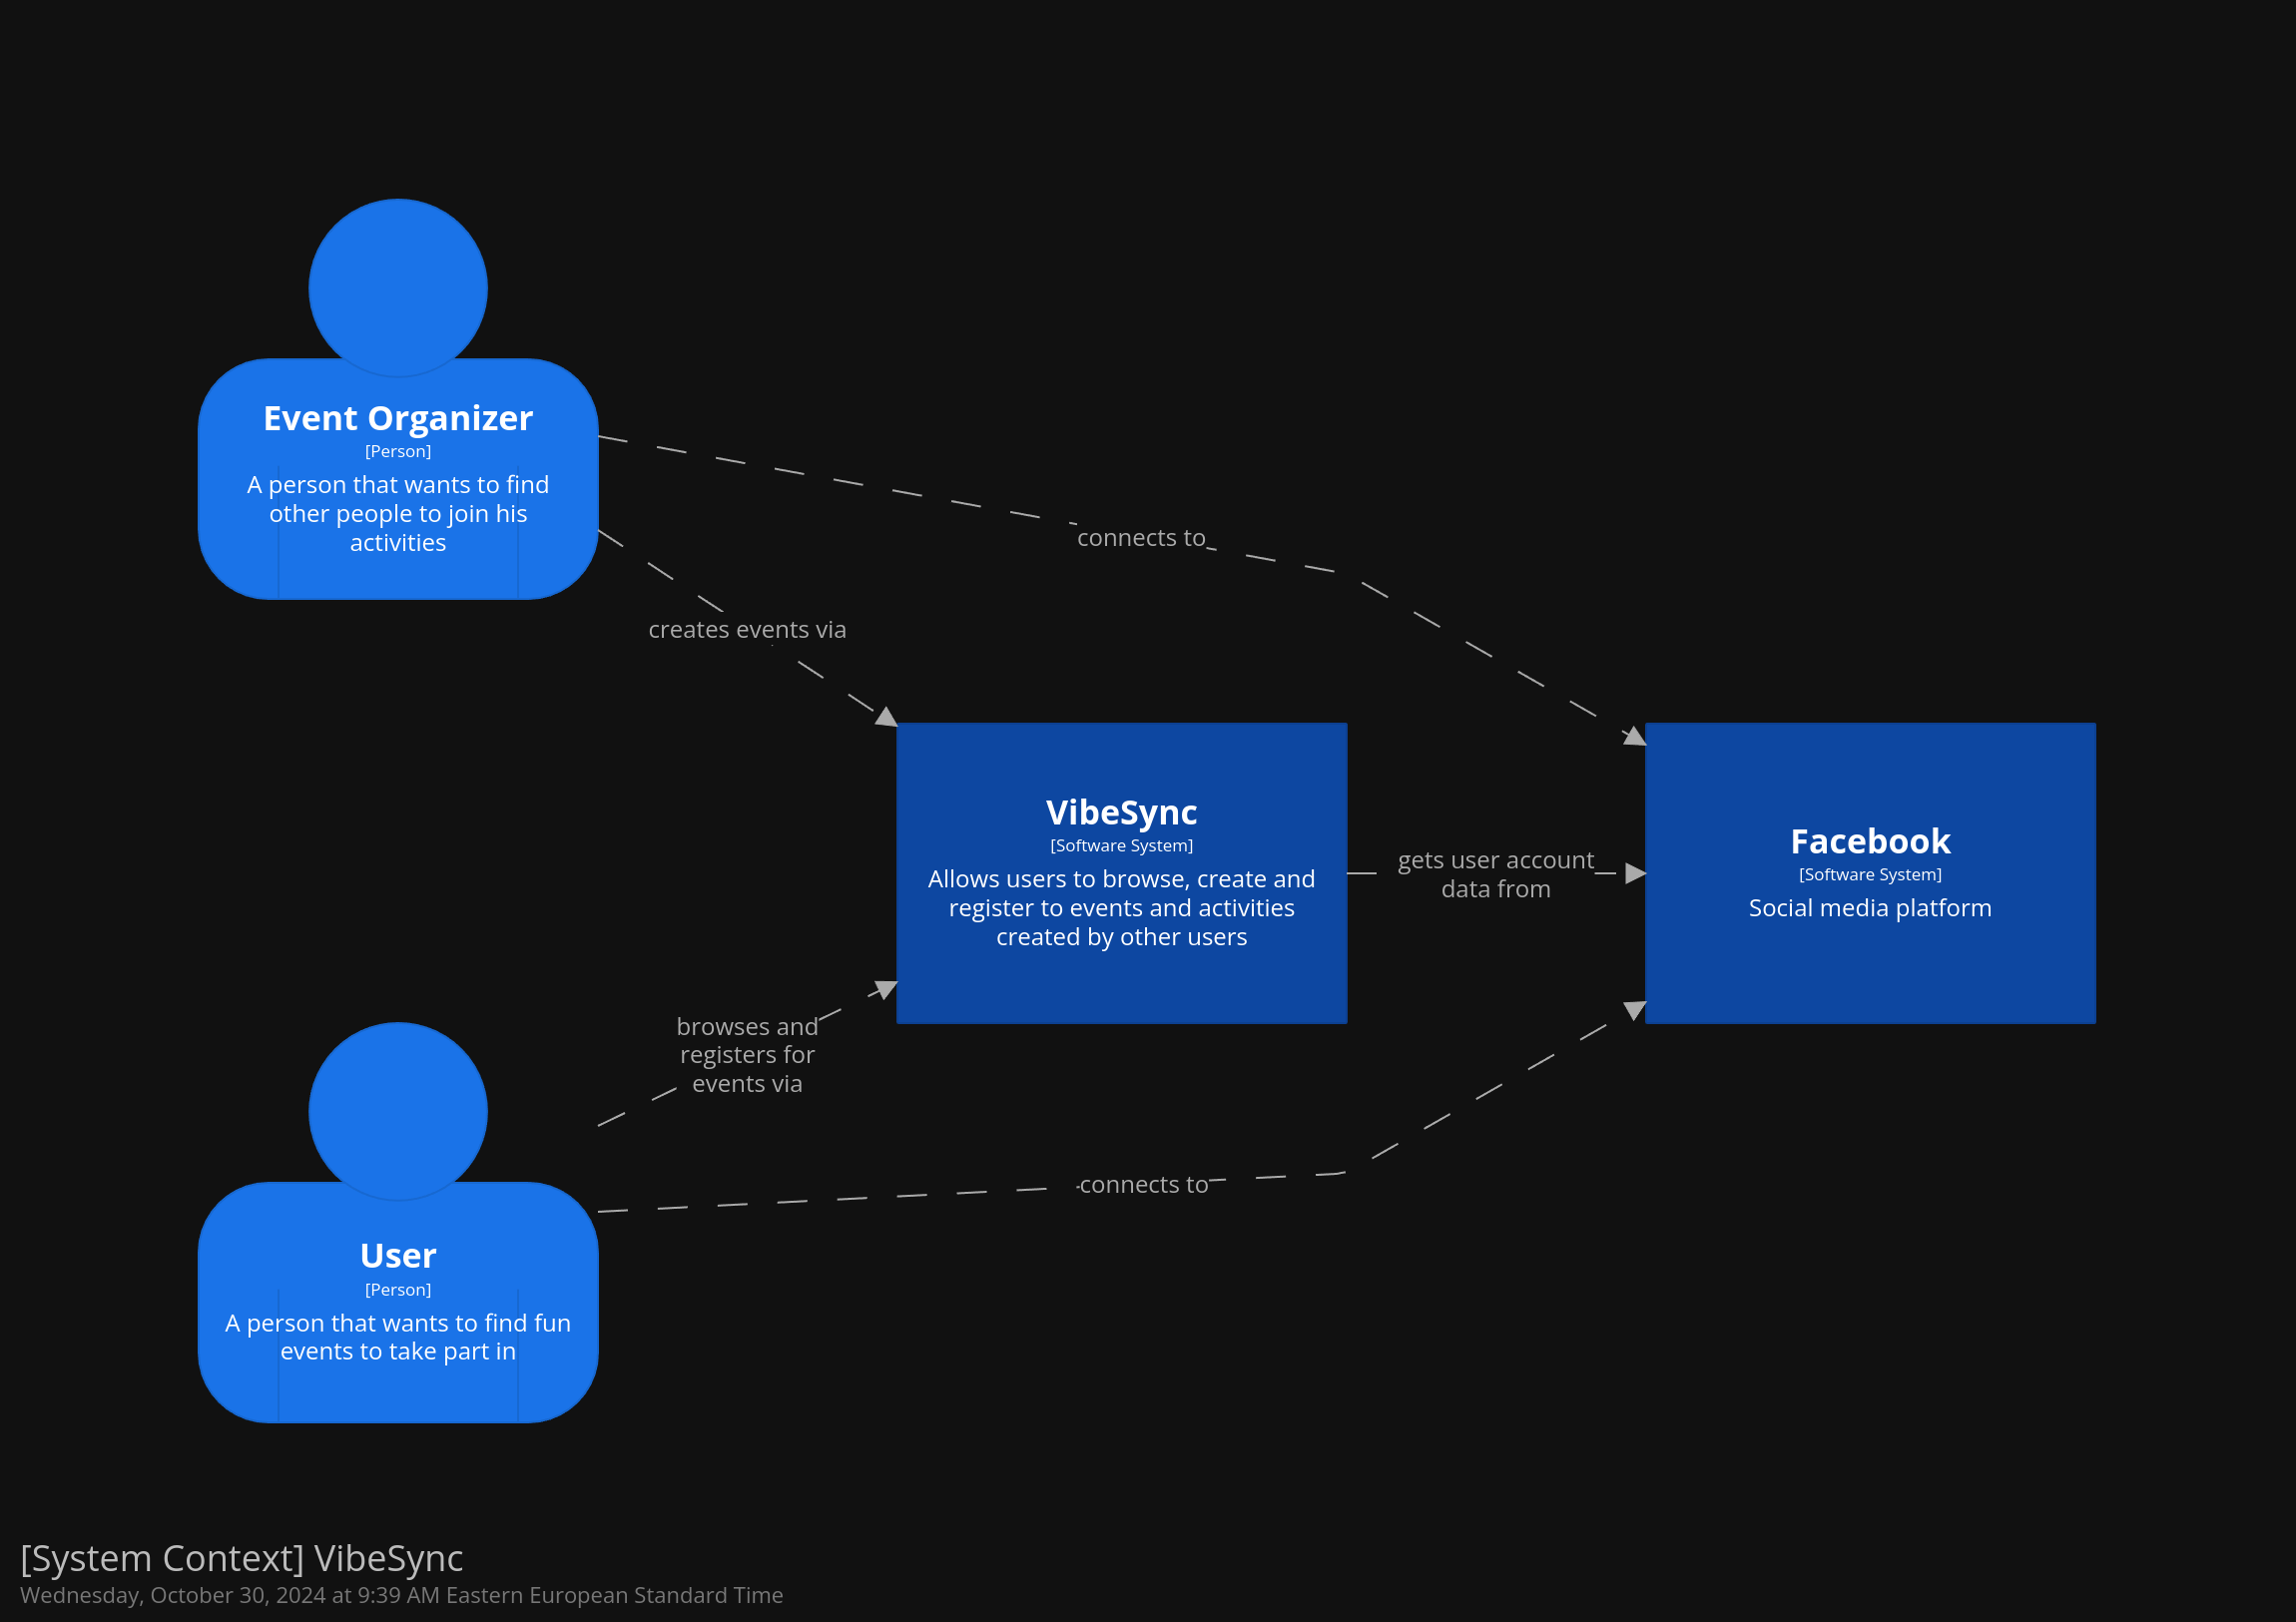 Event Organizer
[Person]
A person that wants to find
other people to join his
activities
connects to
creates events via
VibeSync
[Software System]
Allows users to browse, create and
register to events and activities
created by other users
gets user account
data from
Facebook
[Software System]
Social media platform
browses and
registers for
events via
connects to
User
[Person]
A person that wants to find fun
events to take part in
[System Context] VibeSync
Wednesday, October 30, 2024 at 9:39 AM Eastern European Standard Time